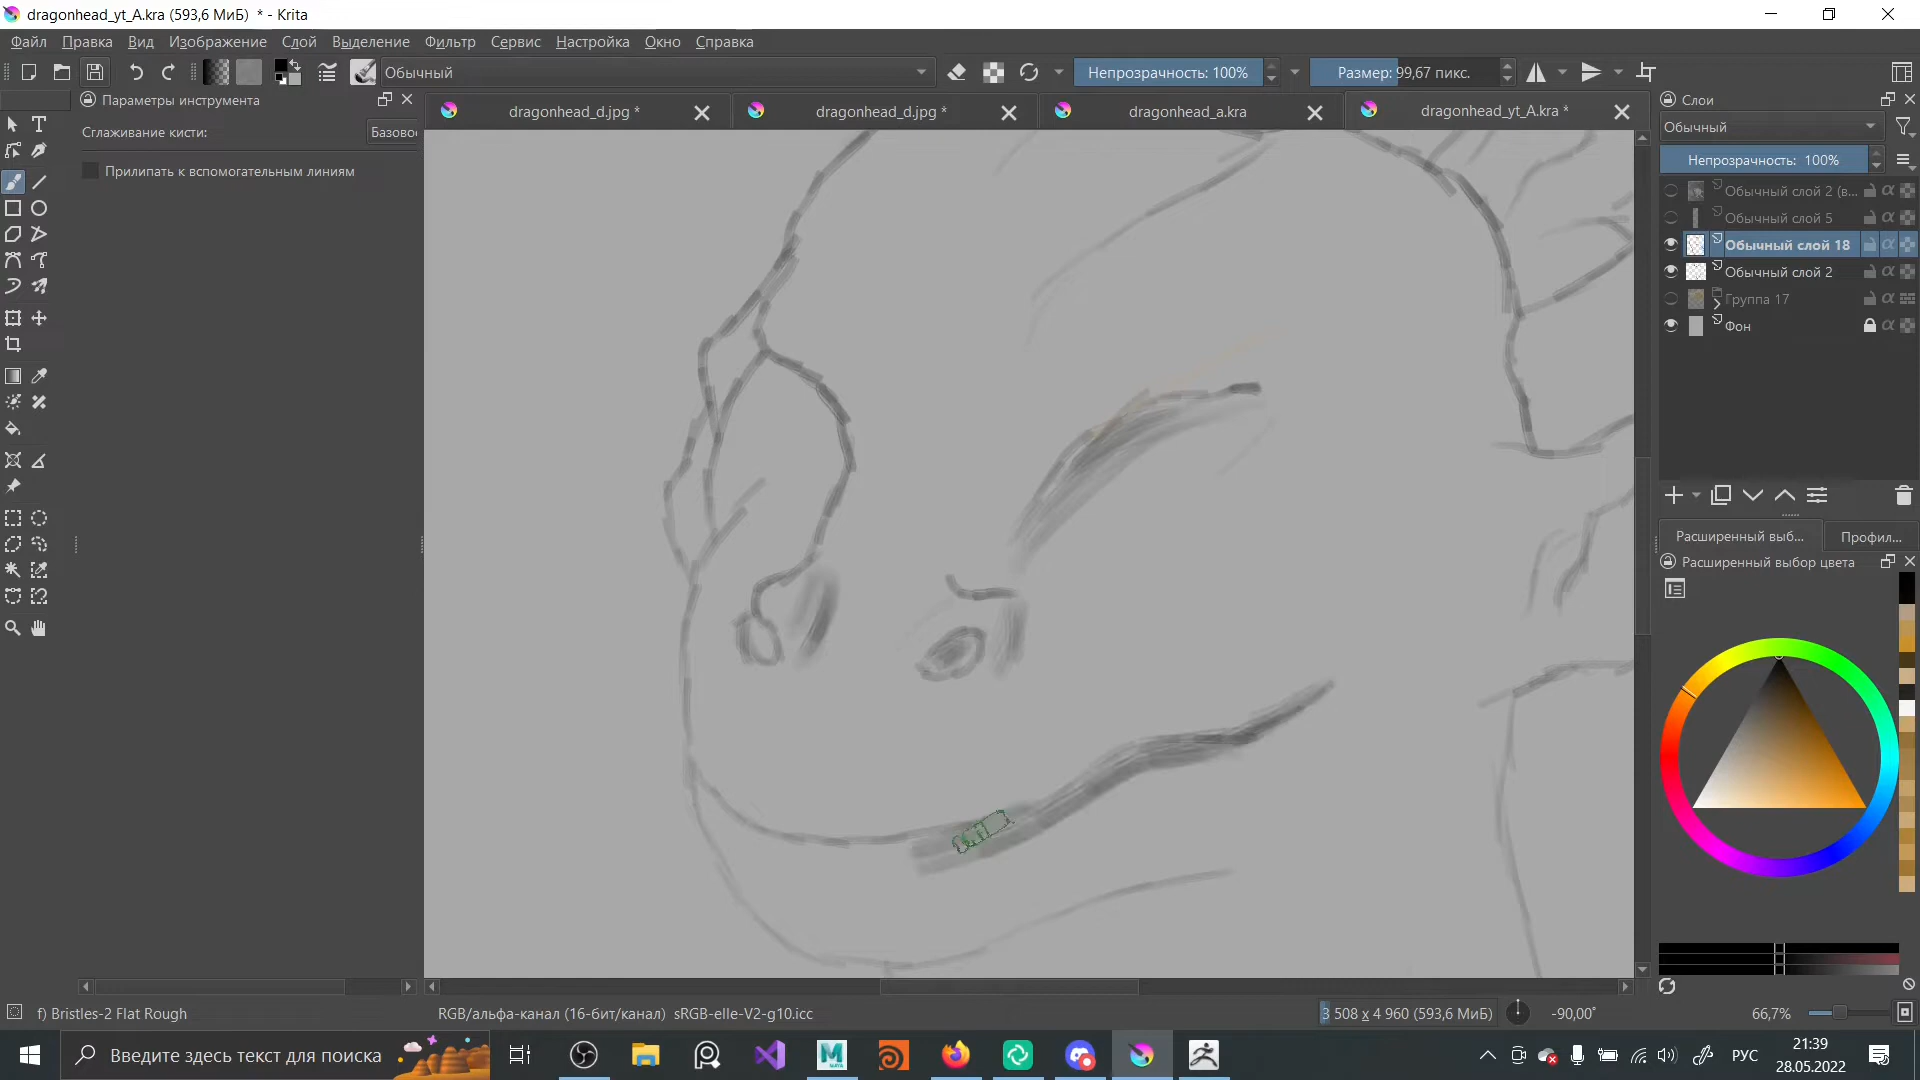 dragonhead_yt_A.kra (593,6 МиБ) * - Krita
Файл Правка Вид Изображение Слой Выделение Фильтр Сервис Настройка Окно Справка
Обычный Непрозрачность: 100% Размер: 99,67 пикс.
Параметры инструмента
dragonhead_d.jpg * dragonhead_d.jpg * dragonhead_a.kra dragonhead_yt_A.kra *
Сглаживание кисти: Базовое
Прилипать к вспомогательным линиям
Слои
Обычный
Непрозрачность: 100%
Обычный слой 2 (в...
Обычный слой 5
Обычный слой 18
Обычный слой 2
Группа 17
Фон
Расширенный выб... Профил...
Расширенный выбор цвета
f) Bristles-2 Flat Rough
RGB/альфа-канал (16-бит/канал) sRGB-elle-V2-g10.icc
3 508 x 4 960 (593,6 МиБ)
-90,00°
66,7%
Введите здесь текст для поиска
РУС
21:39
28.05.2022